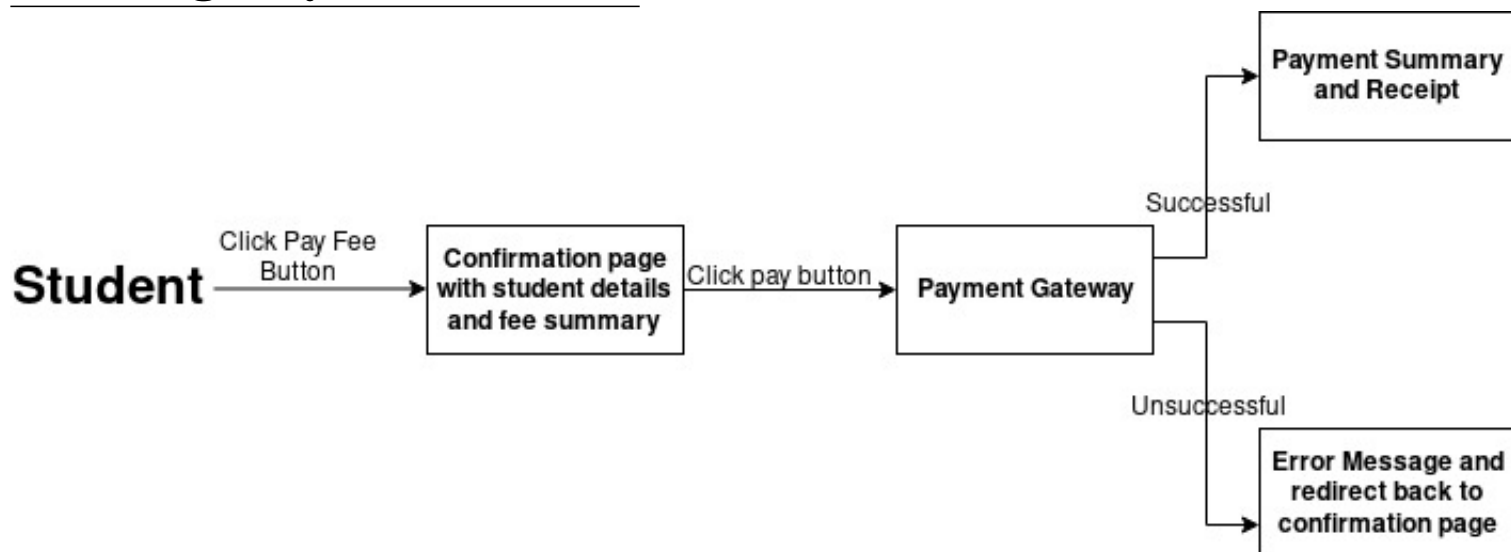 Click Pay Fee
Button
Student
Confirmation page
with student details
and fee summary
Click pay button
Payment Gateway
Successful
Payment Summary
and Receipt
Unsuccessful
Error Message and
redirect back to
confirmation page